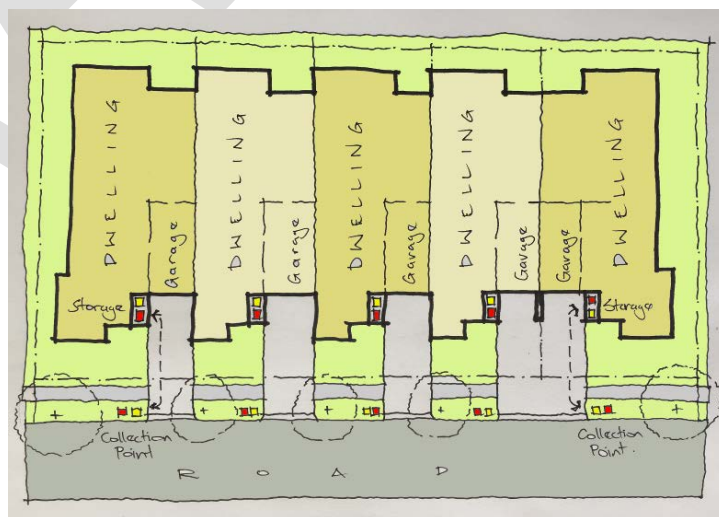 DWELLING
Garage
DWELLING
Garage
DWELLING
Garage
DWELLING
Garage
Garage
DWELLING
Storage
Storage
Collection
Point
Collection
Point.
ROAD